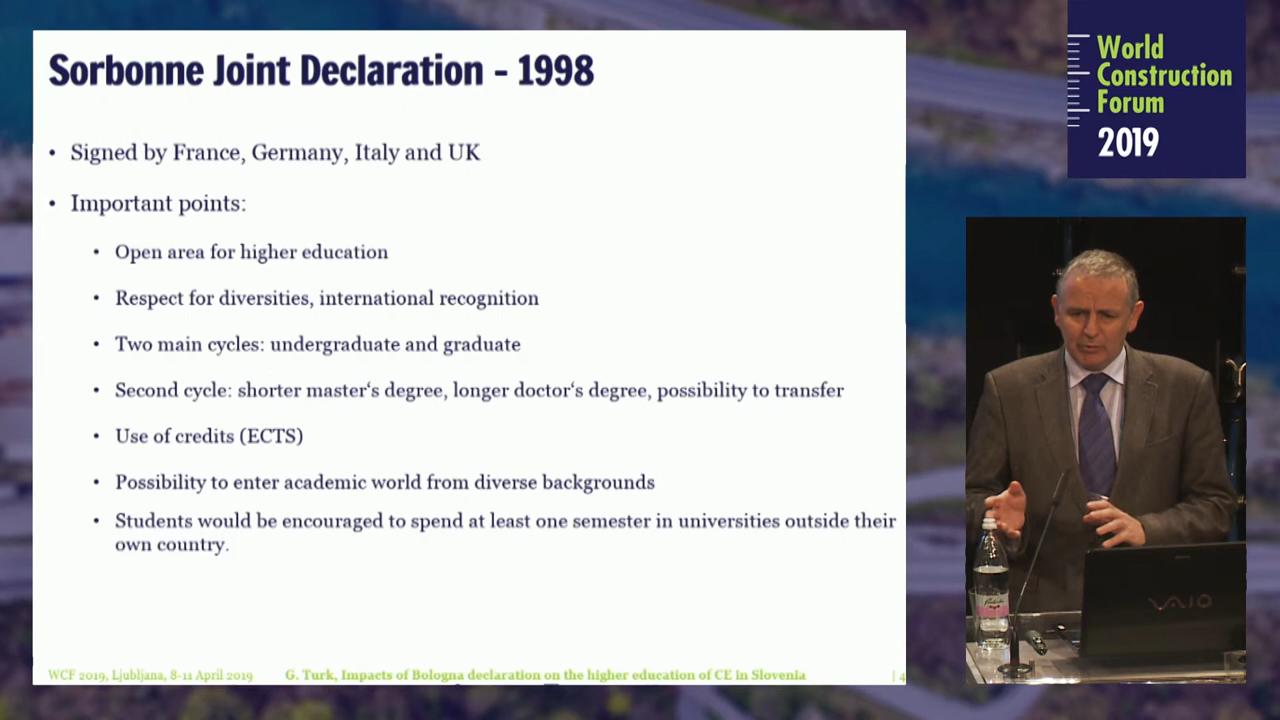 Sorbonne Joint Declaration – 1998
• Signed by France, Germany, Italy and UK
• Important points:
• Open area for higher education
• Respect for diversities, international recognition
• Two main cycles: undergraduate and graduate
• Second cycle: shorter master‘s degree, longer doctor‘s degree, possibility to transfer
• Use of credits (ECTS)
• Possibility to enter academic world from diverse backgrounds
• Students would be encouraged to spend at least one semester in universities outside their
own country.
WCF 2019, Ljubljana, 8-11 April 2019 G. Turk, Impacts of Bologna declaration on the higher education of CE in Slovenia | 4
World
Construction
Forum
2019
VAIO